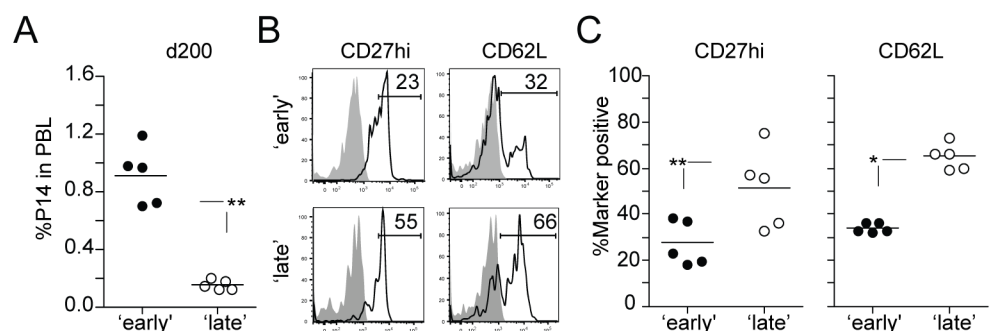 A
d200
%P14 in PBL
1.6
1.2
0.8
0.4
0.0
**
'early'
'late'
B
CD27hi
CD62L
'early'
23
32
'late'
55
66
C
CD27hi
CD62L
%Marker positive
100
80
60
40
20
0
**
*
'early'
'late'
'early'
'late'